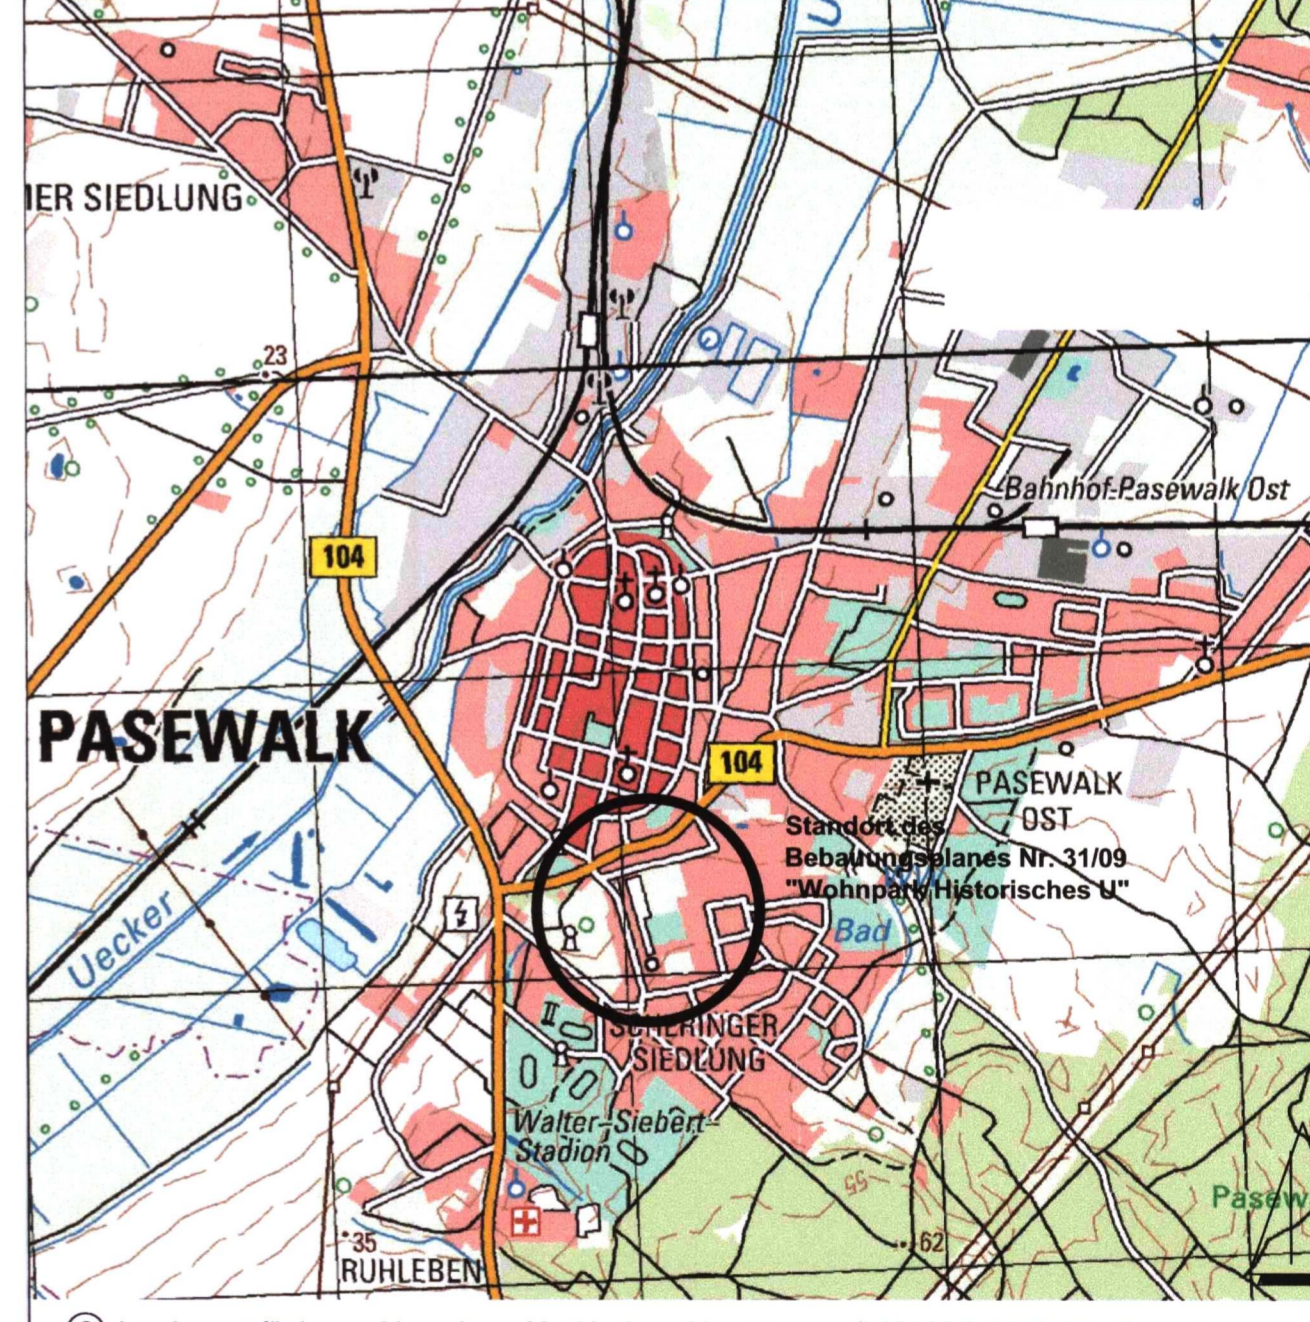 IER SIEDLUNG
23
Bahnhof-Pasewalk Ost
104
PASEWALK
104
PASEWALK
OST
Standort des
Bebauungsplanes Nr. 31/09
"Wohnpark Historisches U"
WW
Bad
Uecker
SCHERINGER
SIEDLUNG
Walter-Siebert-
Stadion
55
Pasew
62
35
RUHLEBEN